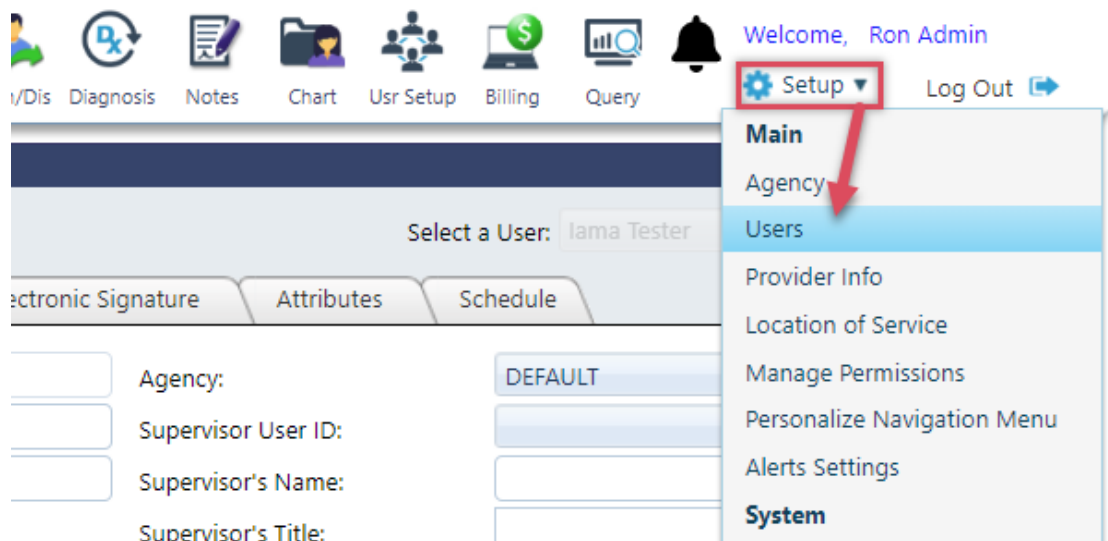 Welcome, Ron Admin
n/Dis Diagnosis Notes Chart Usr Setup Billing Query
Setup Log Out
Main
Agency
Users
Provider Info
Location of Service
Manage Permissions
Personalize Navigation Menu
Alerts Settings
System
Select a User: Iama Tester
ectronic Signature Attributes Schedule
Agency: DEFAULT
Supervisor User ID:
Supervisor's Name:
Supervisor's Title: